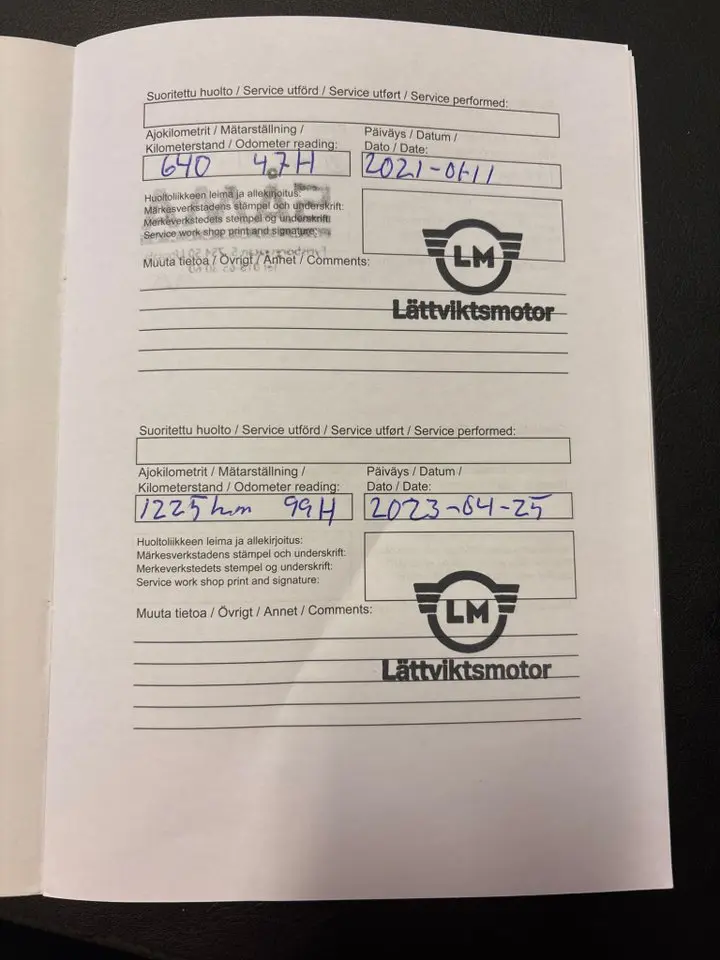 Suoritettu huolto / Service utförd / Service utført / Service performed:
Ajokilometrit / Mätarställning /
Kilometerstand / Odometer reading:
Päiväys / Datum /
Dato / Date:
640 47H
2021-01-11
Huoltoliikkeen leima ja allekirjoitus:
Märkesverkstadens stämpel och underskrift:
Merkeverkstedets stempel og underskrift:
Service work shop print and signature:
LM
Lättviktsmotor
Muuta tietoa / Övrigt / Annet / Comments:
Suoritettu huolto / Service utförd / Service utført / Service performed:
Ajokilometrit / Mätarställning /
Kilometerstand / Odometer reading:
Päiväys / Datum /
Dato / Date:
1225 km 99H
2023-04-25
Huoltoliikkeen leima ja allekirjoitus:
Märkesverkstadens stämpel och underskrift:
Merkeverkstedets stempel og underskrift:
Service work shop print and signature:
LM
Lättviktsmotor
Muuta tietoa / Övrigt / Annet / Comments: